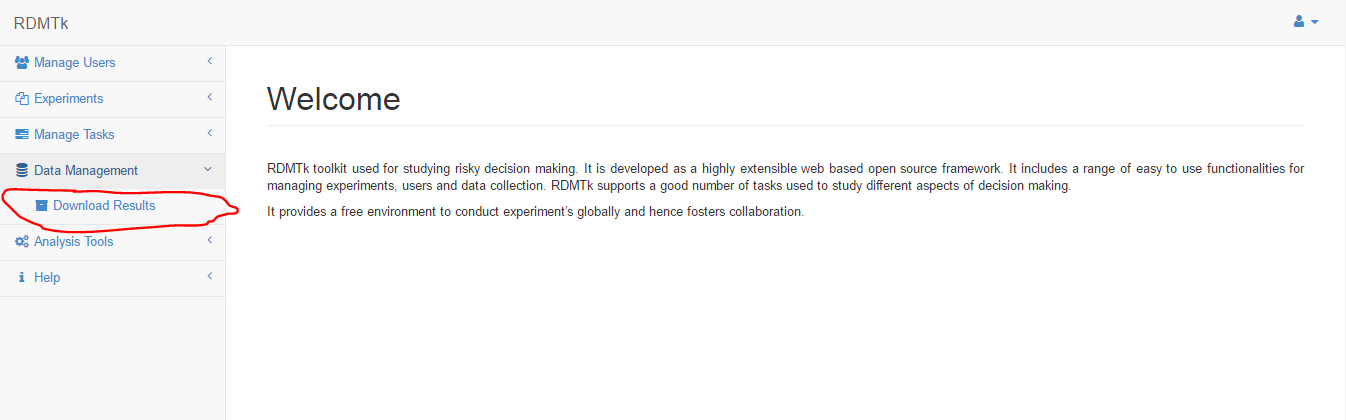 RDMTk
Manage Users
Experiments
Manage Tasks
Data Management
Download Results
Analysis Tools
Help
Welcome
RDMTk toolkit used for studying risky decision making. It is developed as a highly extensible web based open source framework. It includes a range of easy to use functionalities for
managing experiments, users and data collection. RDMTk supports a good number of tasks used to study different aspects of decision making.
It provides a free environment to conduct experiment's globally and hence fosters collaboration.